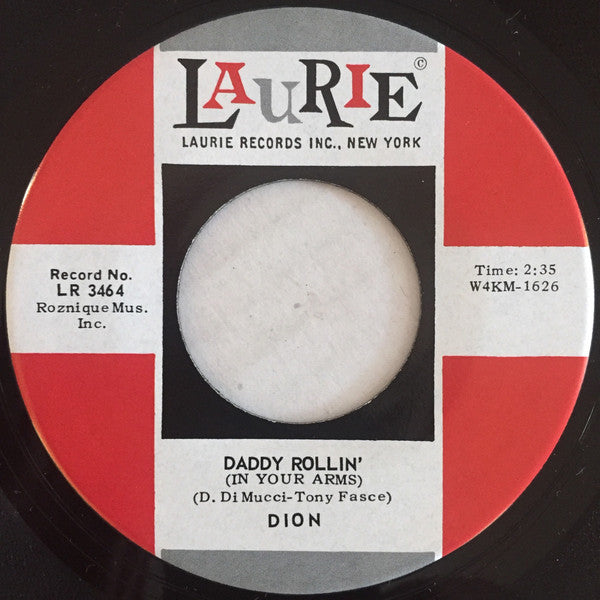 LAURIE ©
LAURIE RECORDS INC., NEW YORK
Record No.
LR 3464
Roznique Mus.
Inc.
Time: 2:35
W4KM-1626
DADDY ROLLIN'
(IN YOUR ARMS)
(D. Di Mucci-Tony Fasce)
DION